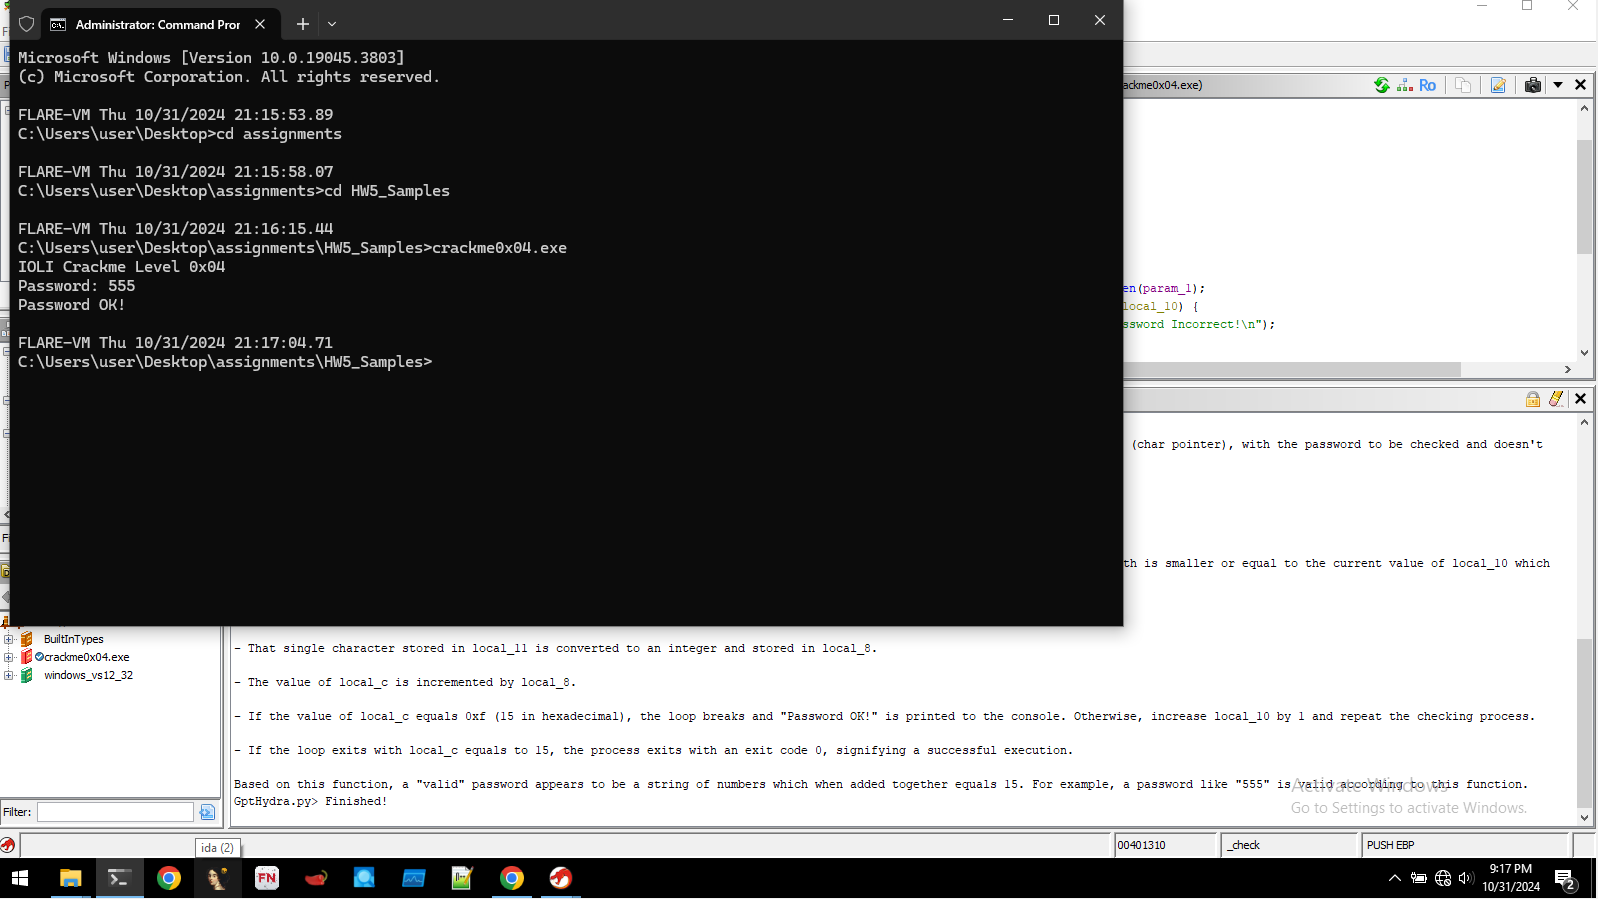 Administrator: Command Pror
Microsoft Windows [Version 10.0.19045.3803]
(c) Microsoft Corporation. All rights reserved.
FLARE-VM Thu 10/31/2024 21:15:53.89
C:\Users\user\Desktop>cd assignments
FLARE-VM Thu 10/31/2024 21:15:58.07
C:\Users\user\Desktop\assignments>cd HW5_Samples
FLARE-VM Thu 10/31/2024 21:16:15.44
C:\Users\user\Desktop\assignments\HW5_Samples>crackme0x04.exe
IOLI Crackme Level 0x04
Password: 555
Password OK!
FLARE-VM Thu 10/31/2024 21:17:04.71
C:\Users\user\Desktop\assignments\HW5_Samples>
ackme0x04.exe)
Ro
en(param_1);
local_10) {
ssword Incorrect!\n");
(char pointer), with the password to be checked and doesn't
th is smaller or equal to the current value of local_10 which
BuiltInTypes
crackme0x04.exe
windows_vs12_32
- That single character stored in local_11 is converted to an integer and stored in local_8.
- The value of local_c is incremented by local_8.
- If the value of local_c equals 0xf (15 in hexadecimal), the loop breaks and "Password OK!" is printed to the console. Otherwise, increase local_10 by 1 and repeat the checking process.
- If the loop exits with local_c equals to 15, the process exits with an exit code 0, signifying a successful execution.
Based on this function, a "valid" password appears to be a string of numbers which when added together equals 15. For example, a password like "555" is valid according to this function.
GptHydra.py> Finished!
Activate Windows
Go to Settings to activate Windows.
Filter:
ida (2)
00401310
_check
PUSH EBP
FN
9:17 PM
10/31/2024
2